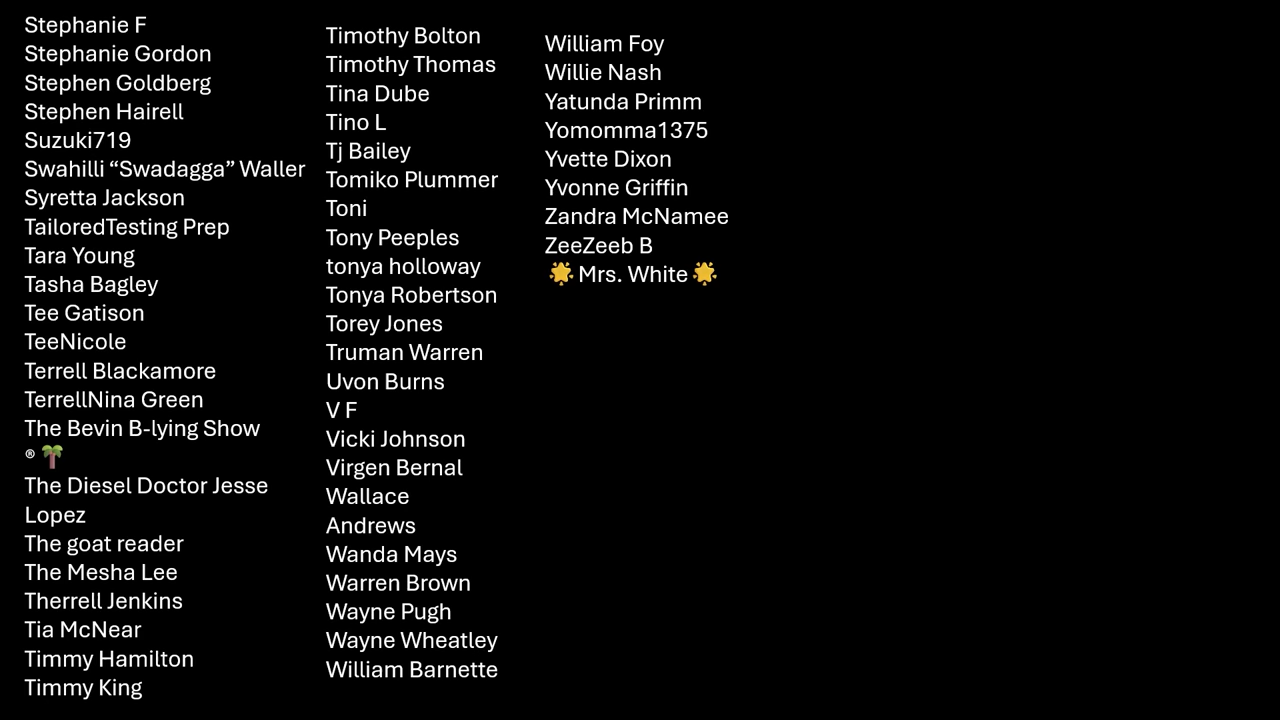 Stephanie F
Stephanie Gordon
Stephen Goldberg
Stephen Hairell
Suzuki719
Swahilli “Swadagga” Waller
Syretta Jackson
TailoredTesting Prep
Tara Young
Tasha Bagley
Tee Gatison
TeeNicole
Terrell Blackamore
TerrellNina Green
The Bevin B-lying Show
® 🌴
The Diesel Doctor Jesse
Lopez
The goat reader
The Mesha Lee
Therrell Jenkins
Tia McNear
Timmy Hamilton
Timmy King
Timothy Bolton
Timothy Thomas
Tina Dube
Tino L
Tj Bailey
Tomiko Plummer
Toni
Tony Peeples
tonya holloway
Tonya Robertson
Torey Jones
Truman Warren
Uvon Burns
V F
Vicki Johnson
Virgen Bernal
Wallace
Andrews
Wanda Mays
Warren Brown
Wayne Pugh
Wayne Wheatley
William Barnette
William Foy
Willie Nash
Yatunda Primm
Yomomma1375
Yvette Dixon
Yvonne Griffin
Zandra McNamee
ZeeZeeb B
🌟 Mrs. White 🌟